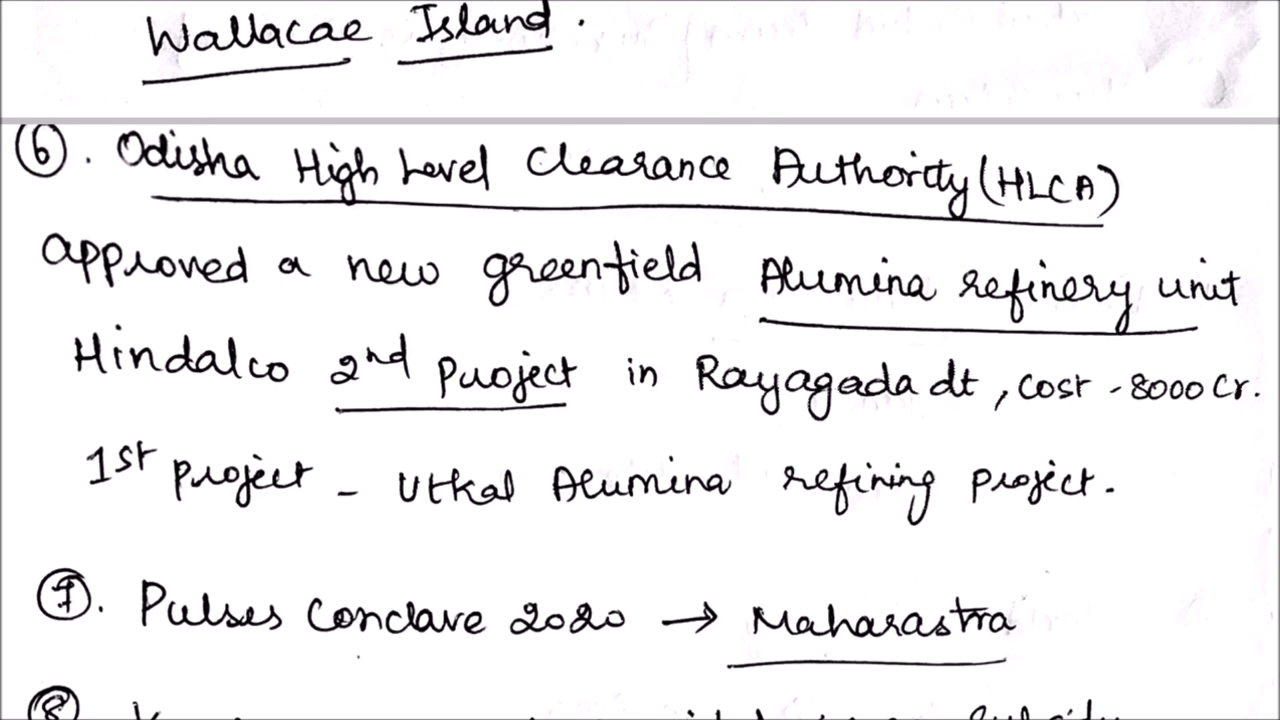 Wallacae Island.
⑥. Odisha High Level Clearance Authority (HLCA)
approved a new greenfield Alumina refinery unit
Hindalco 2nd project in Rayagada dt, cost - 8000 Cr.
1st project - Utkal Alumina refining project.
⑦. Pulses Conclave 2020 → Maharastra
⑧.